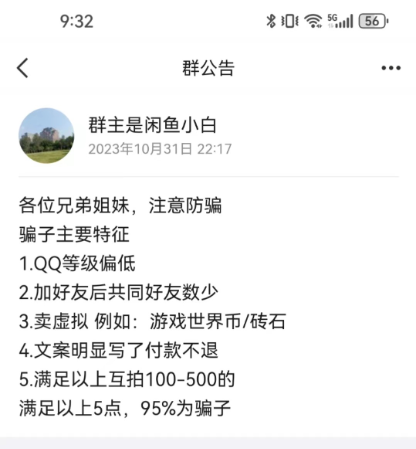 9:32
5G
56
群公告
群主是闲鱼小白
2023年10月31日 22:17
各位兄弟姐妹，注意防骗
骗子主要特征
1.QQ等级偏低
2.加好友后共同好友数少
3.卖虚拟 例如：游戏世界币/砖石
4.文案明显写了付款不退
5.满足以上互拍100-500的
满足以上5点，95%为骗子